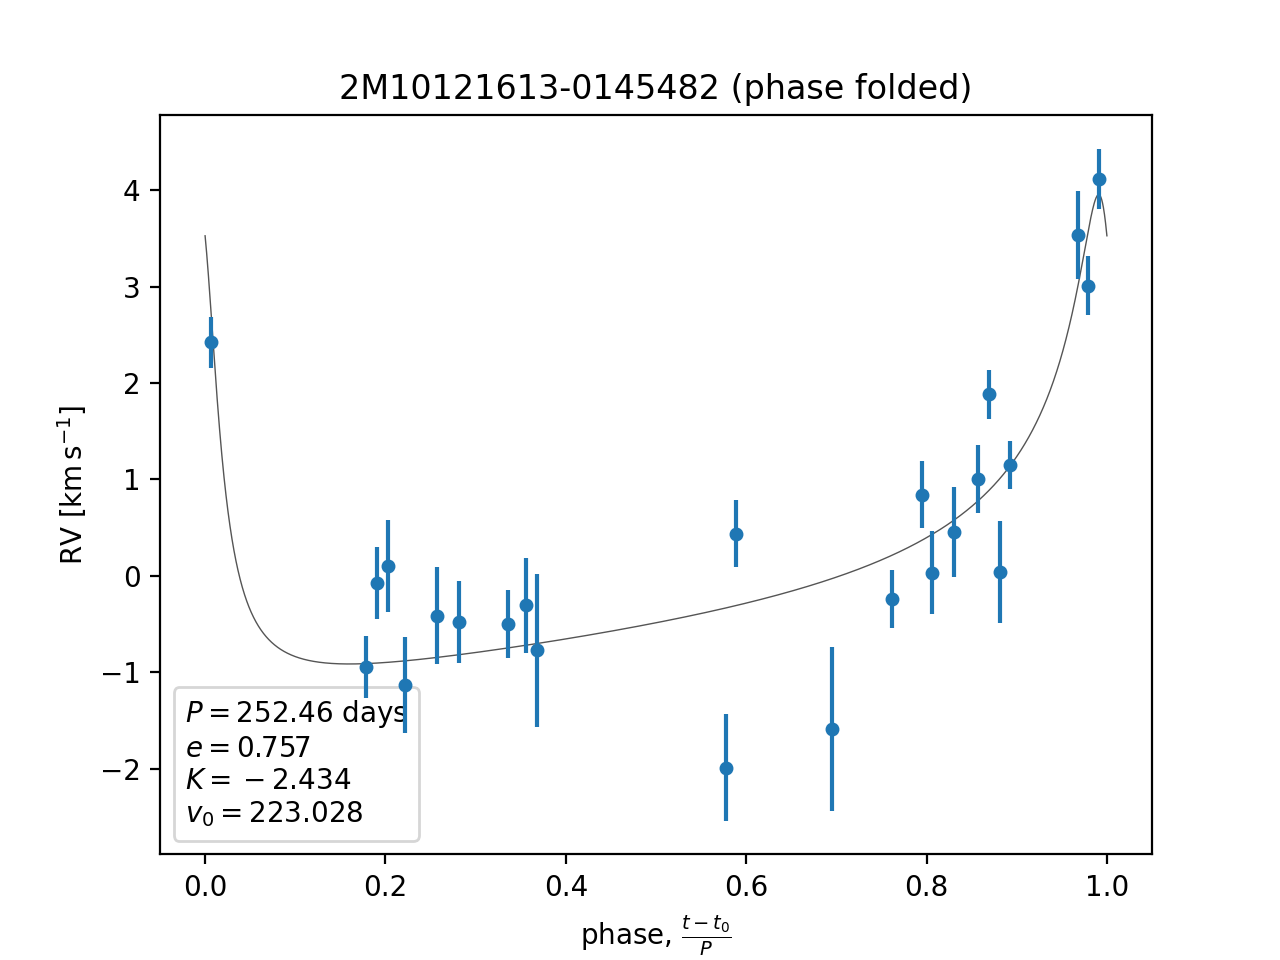 2M10121613-0145482 (phase folded)
RV [km s⁻¹]
4
3
2
1
0
−1
−2
P = 252.46 days
e = 0.757
K = −2.434
v₀ = 223.028
0.0 0.2 0.4 0.6 0.8 1.0
phase, (t − t₀)/P